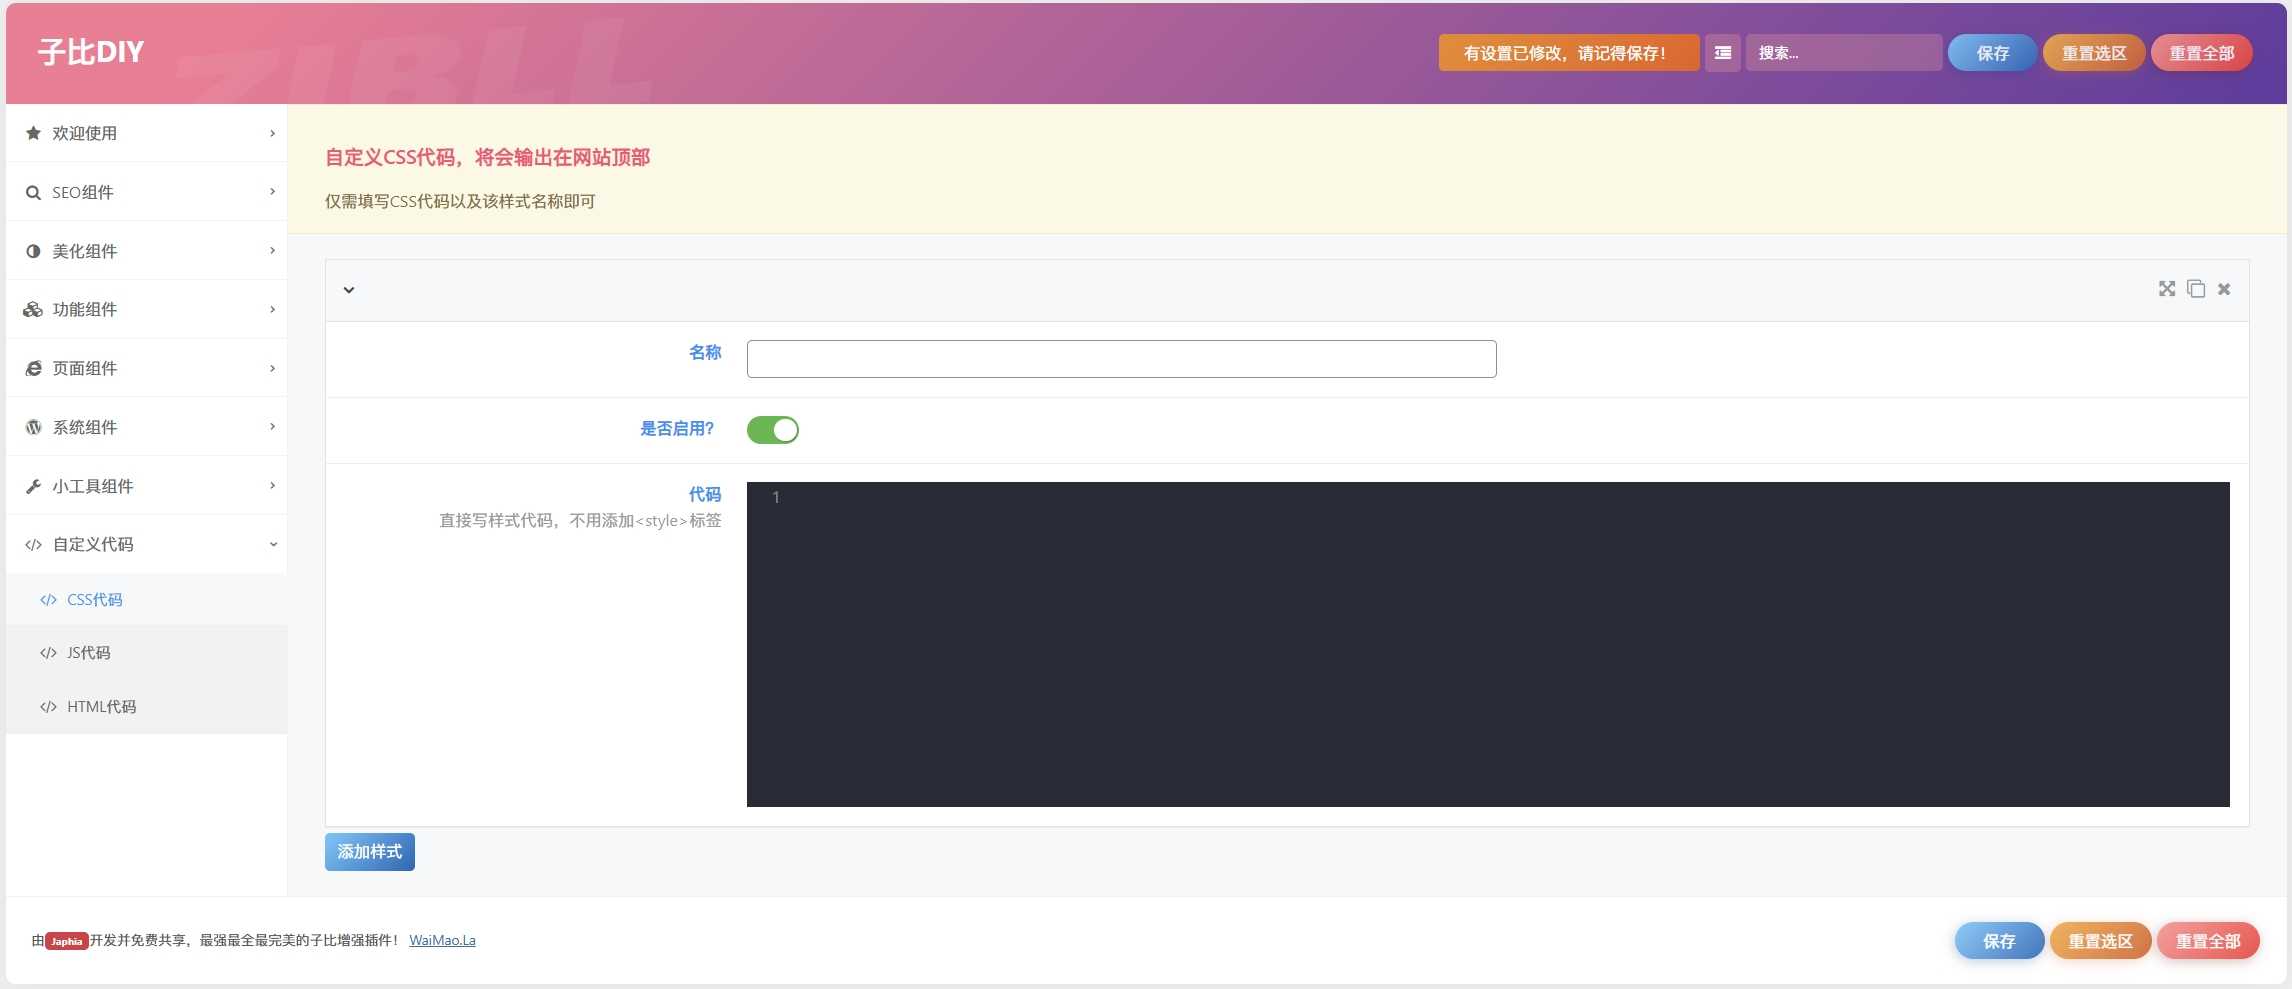 子比DIY
ZIBLL
有设置已修改，请记得保存！
搜索...
保存
重置选区
重置全部
欢迎使用
SEO组件
美化组件
功能组件
页面组件
系统组件
小工具组件
自定义代码
CSS代码
JS代码
HTML代码
自定义CSS代码，将会输出在网站顶部
仅需填写CSS代码以及该样式名称即可
名称
是否启用？
代码
直接写样式代码，不用添加<style>标签
1
添加样式
由Japhia开发并免费共享，最强最全最完美的子比增强插件！ WaiMao.La
保存
重置选区
重置全部